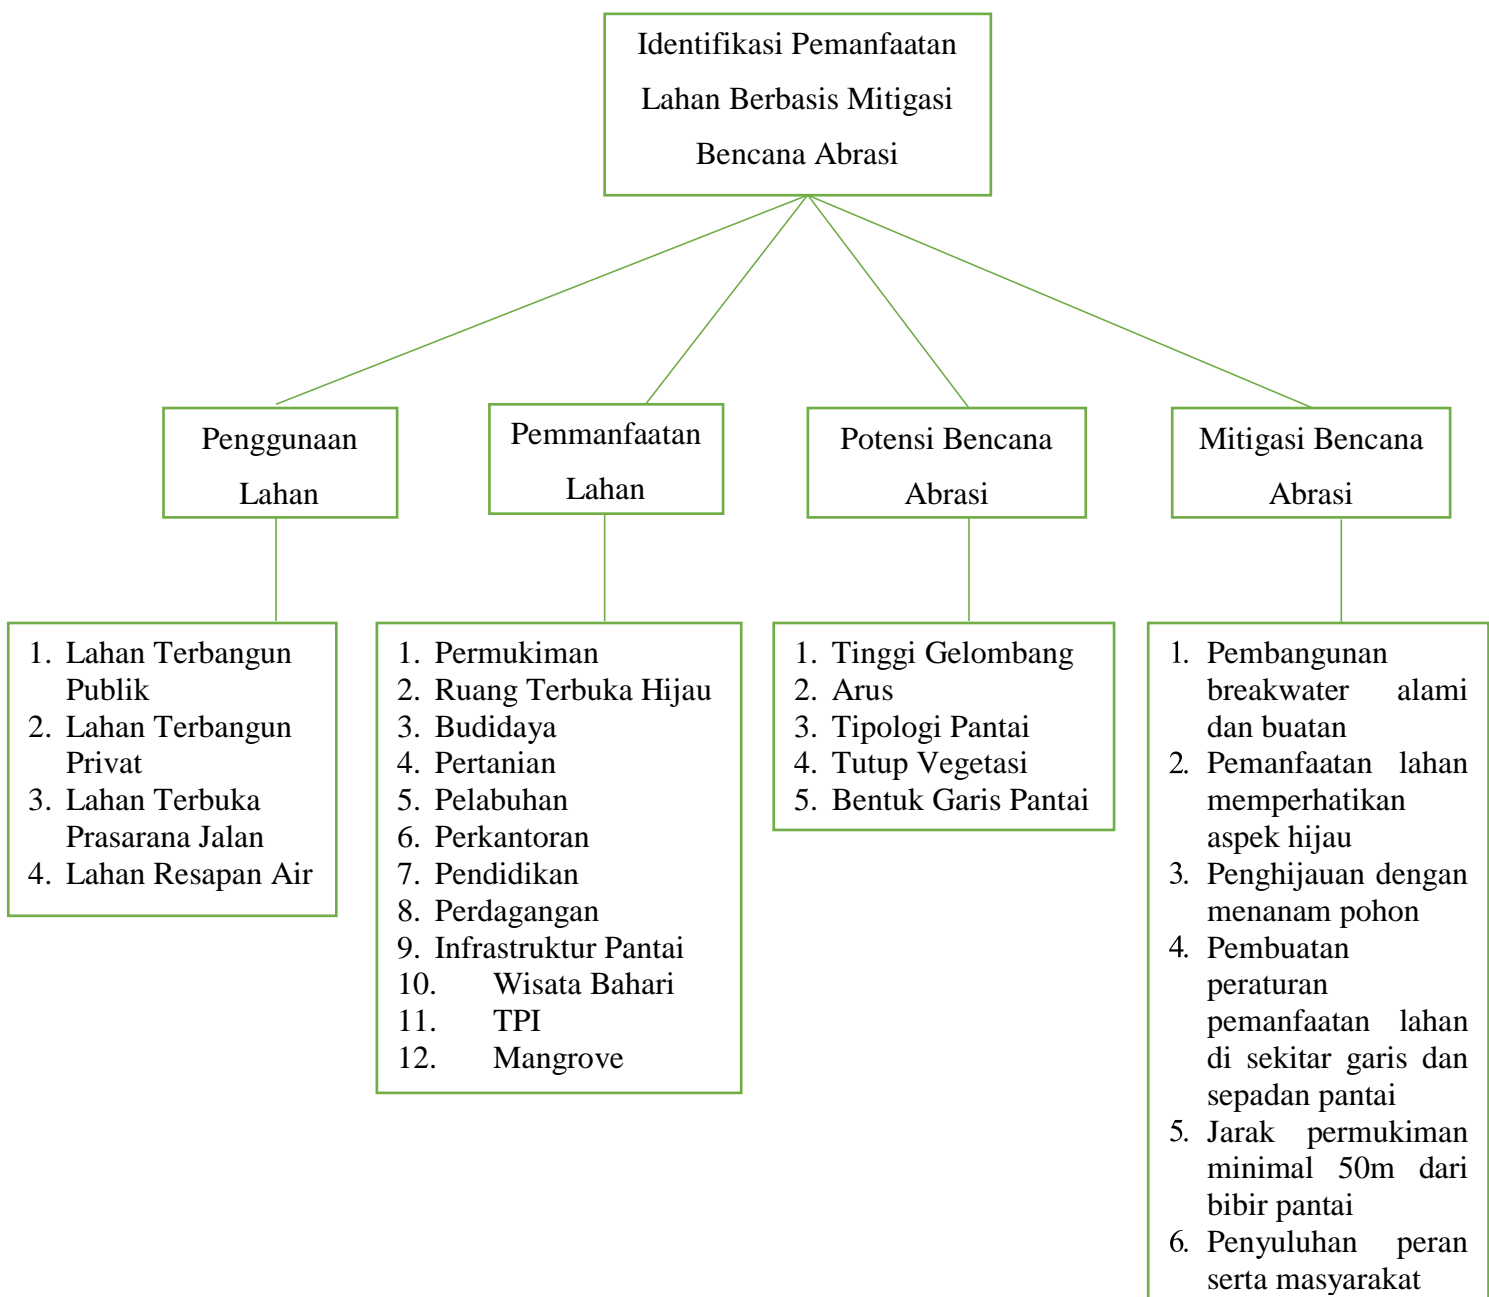 Identifikasi Pemanfaatan
Lahan Berbasis Mitigasi
Bencana Abrasi
Penggunaan
Lahan
Pemmanfaatan
Lahan
Potensi Bencana
Abrasi
Mitigasi Bencana
Abrasi
1. Lahan Terbangun
Publik
2. Lahan Terbangun
Privat
3. Lahan Terbuka
Prasarana Jalan
4. Lahan Resapan Air
1. Permukiman
2. Ruang Terbuka Hijau
3. Budidaya
4. Pertanian
5. Pelabuhan
6. Perkantoran
7. Pendidikan
8. Perdagangan
9. Infrastruktur Pantai
10. Wisata Bahari
11. TPI
12. Mangrove
1. Tinggi Gelombang
2. Arus
3. Tipologi Pantai
4. Tutup Vegetasi
5. Bentuk Garis Pantai
1. Pembangunan
breakwater alami
dan buatan
2. Pemanfaatan lahan
memperhatikan
aspek hijau
3. Penghijauan dengan
menanam pohon
4. Pembuatan
peraturan
pemanfaatan lahan
di sekitar garis dan
sepadan pantai
5. Jarak permukiman
minimal 50m dari
bibir pantai
6. Penyuluhan peran
serta masyarakat